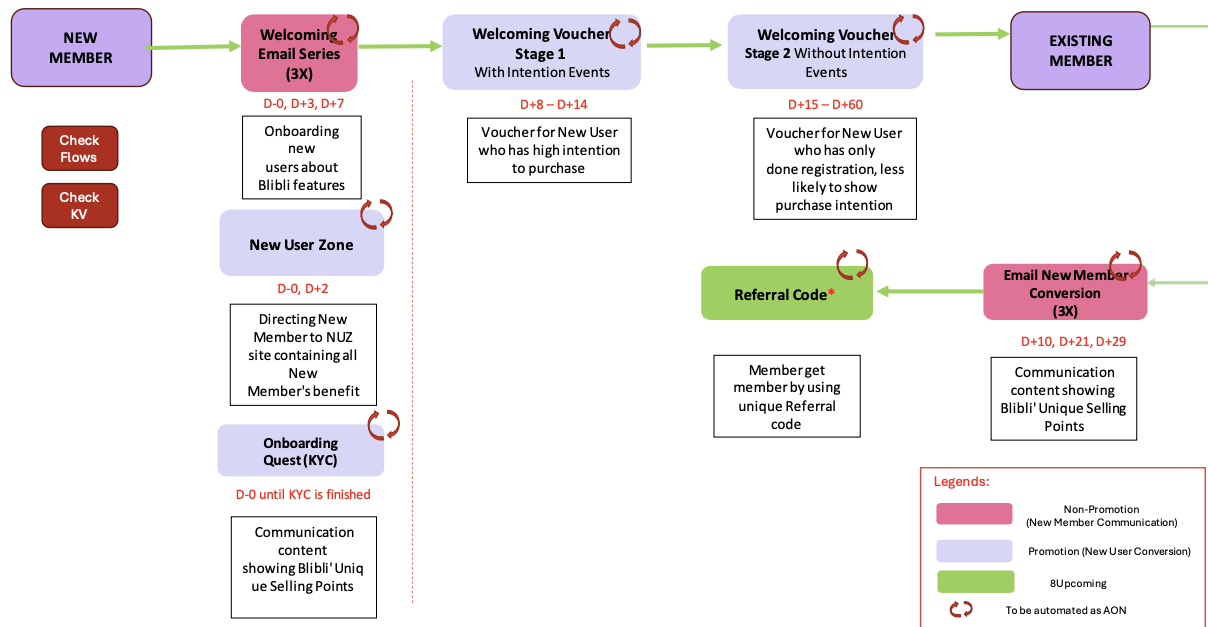 NEW
MEMBER
Welcoming
Email Series
(3X)
D-0, D+3, D+7
Onboarding
new
users about
Blibli features
Welcoming Voucher
Stage 1
With Intention Events
D+8 – D+14
Voucher for New User
who has high intention
to purchase
Welcoming Voucher
Stage 2 Without Intention
Events
D+15 – D+60
Voucher for New User
who has only
done registration, less
likely to show
purchase intention
EXISTING
MEMBER
Check
Flows
Check
KV
New User Zone
D-0, D+2
Directing New
Member to NUZ
site containing all
New
Member's benefit
Onboarding
Quest (KYC)
D-0 until KYC is finished
Communication
content
showing Blibli' Uniq
ue Selling Points
Referral Code*
Member get
member by using
unique Referral
code
Email New Member
Conversion
(3X)
D+10, D+21, D+29
Communication
content showing
Blibli' Unique Selling
Points
Legends:
Non-Promotion
(New Member Communication)
Promotion (New User Conversion)
8Upcoming
To be automated as AON